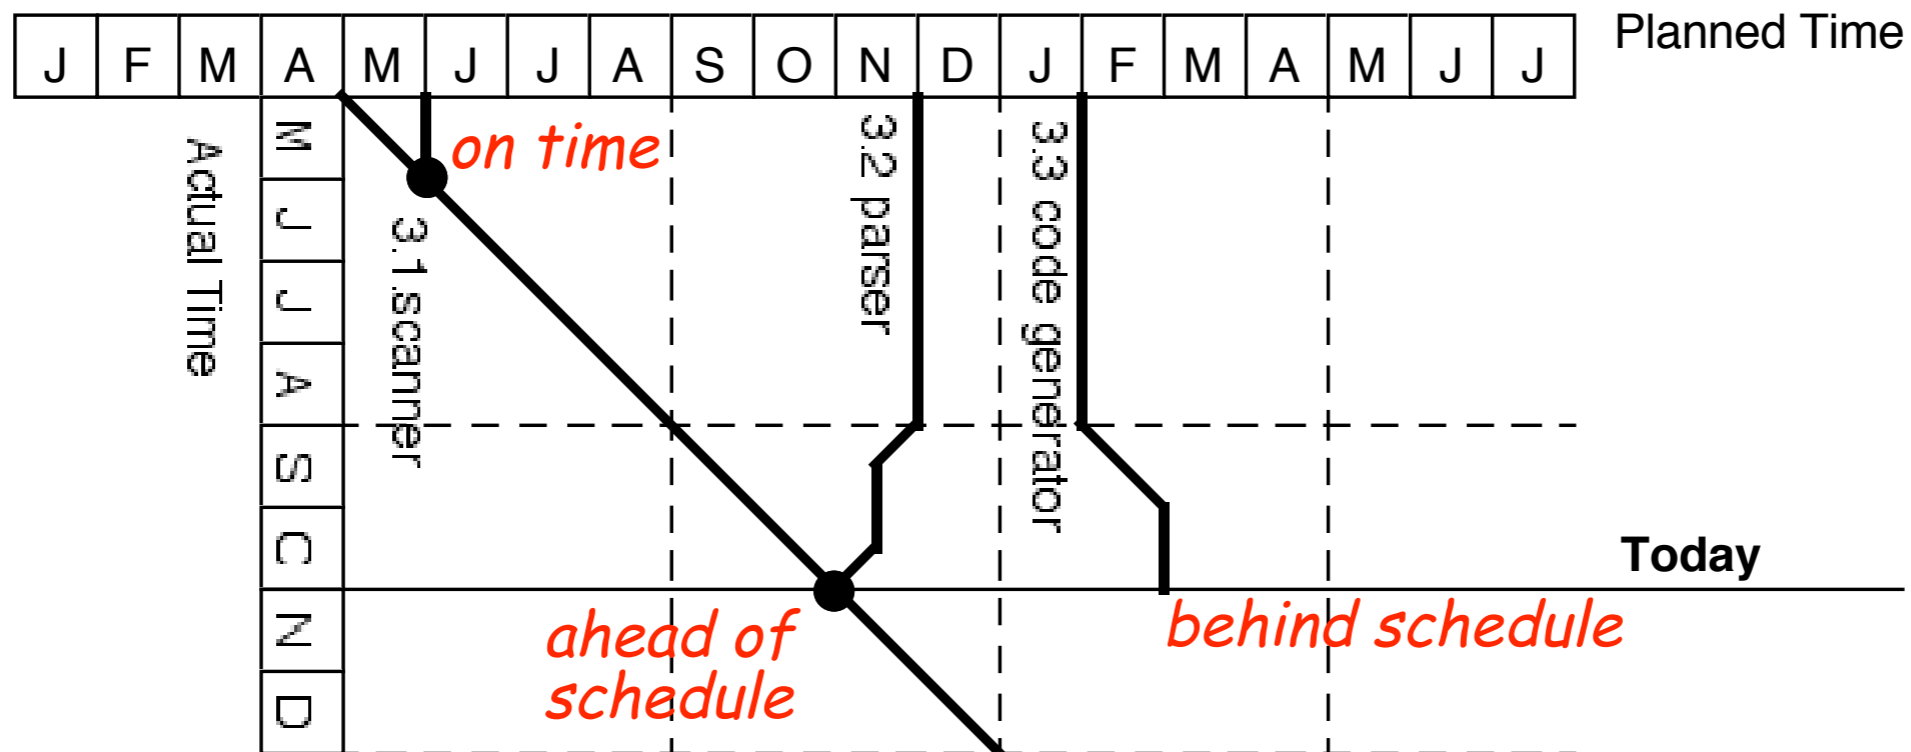 J F M A M J J A S O N D J F M A M J J
Planned Time
Actual Time
M
J
J
A
S
C
N
D
on time
3.1 scanner
3.2 parser
3.3 code generator
Today
ahead of
schedule
behind schedule